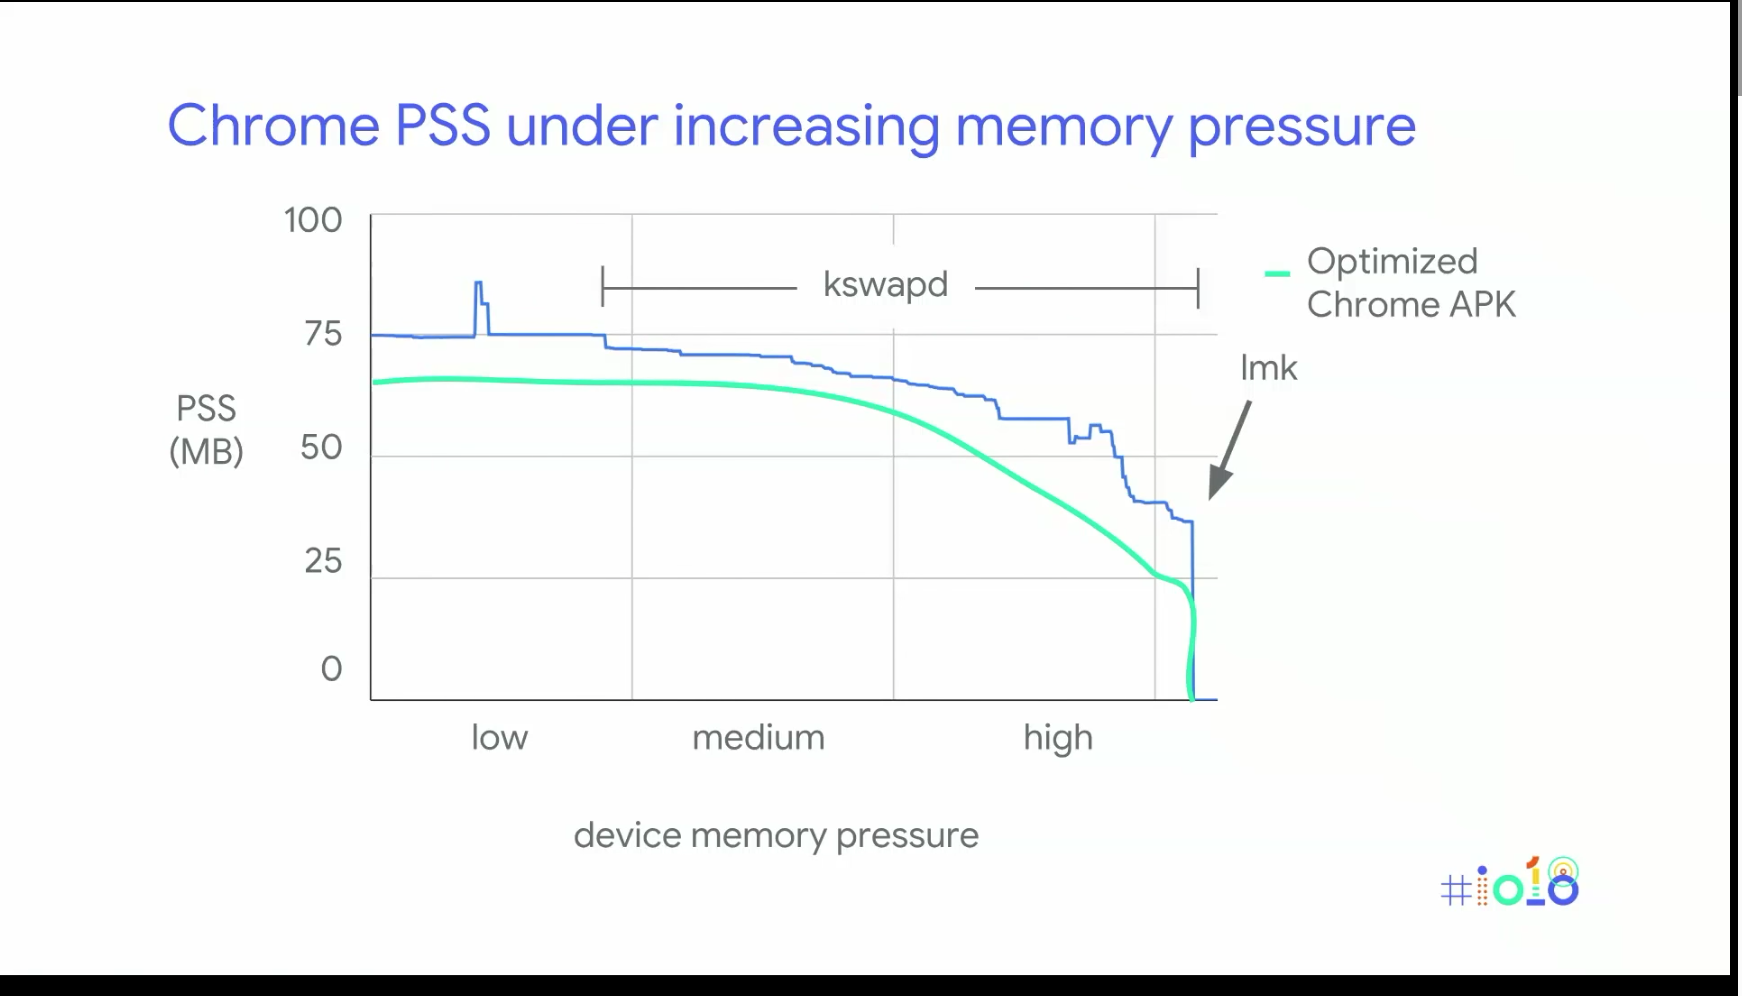 Chrome PSS under increasing memory pressure
100
75
50
25
0
PSS
(MB)
kswapd
Optimized
Chrome APK
lmk
low
medium
high
device memory pressure
#io18